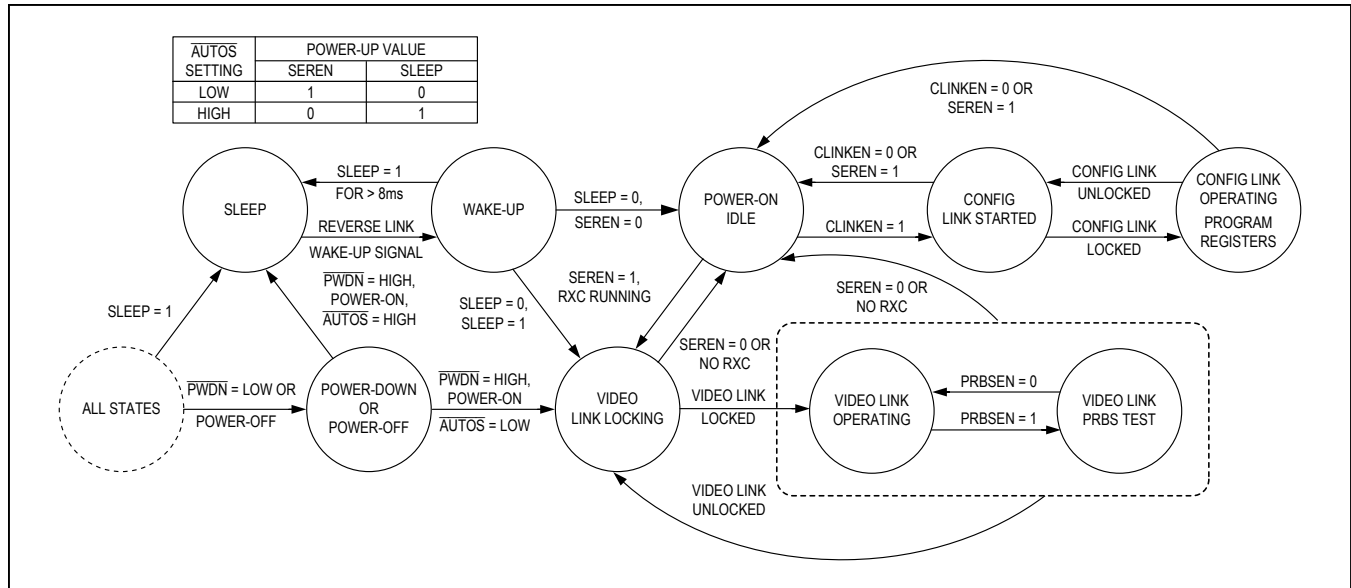 AUTOS
SETTING
POWER-UP VALUE
SEREN
SLEEP
LOW
1
0
HIGH
0
1
CLINKEN = 0 OR
SEREN = 1
SLEEP = 1
FOR > 8ms
SLEEP
REVERSE LINK
WAKE-UP SIGNAL
WAKE-UP
SLEEP = 0,
SEREN = 0
POWER-ON
IDLE
CLINKEN = 0 OR
SEREN = 1
CLINKEN = 1
CONFIG
LINK STARTED
CONFIG LINK
UNLOCKED
CONFIG LINK
LOCKED
CONFIG LINK
OPERATING
PROGRAM
REGISTERS
SLEEP = 1
PWDN = HIGH,
POWER-ON,
AUTOS = HIGH
SLEEP = 0,
SLEEP = 1
SEREN = 1,
RXC RUNNING
SEREN = 0 OR
NO RXC
SEREN = 0 OR
NO RXC
ALL STATES
PWDN = LOW OR
POWER-OFF
POWER-DOWN
OR
POWER-OFF
PWDN = HIGH,
POWER-ON
AUTOS = LOW
VIDEO
LINK LOCKING
VIDEO LINK
LOCKED
VIDEO LINK
OPERATING
PRBSEN = 0
PRBSEN = 1
VIDEO LINK
PRBS TEST
VIDEO LINK
UNLOCKED